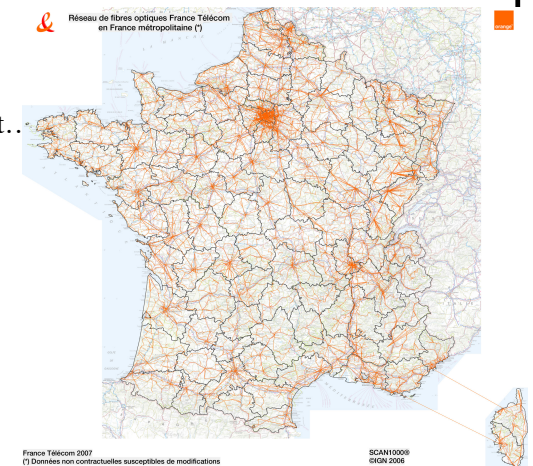 &
Réseau de fibres optiques France Télécom
en France métropolitaine (*)
orange
t..
France Télécom 2007
(*) Données non contractuelles susceptibles de modifications
SCAN1000®
©IGN 2006